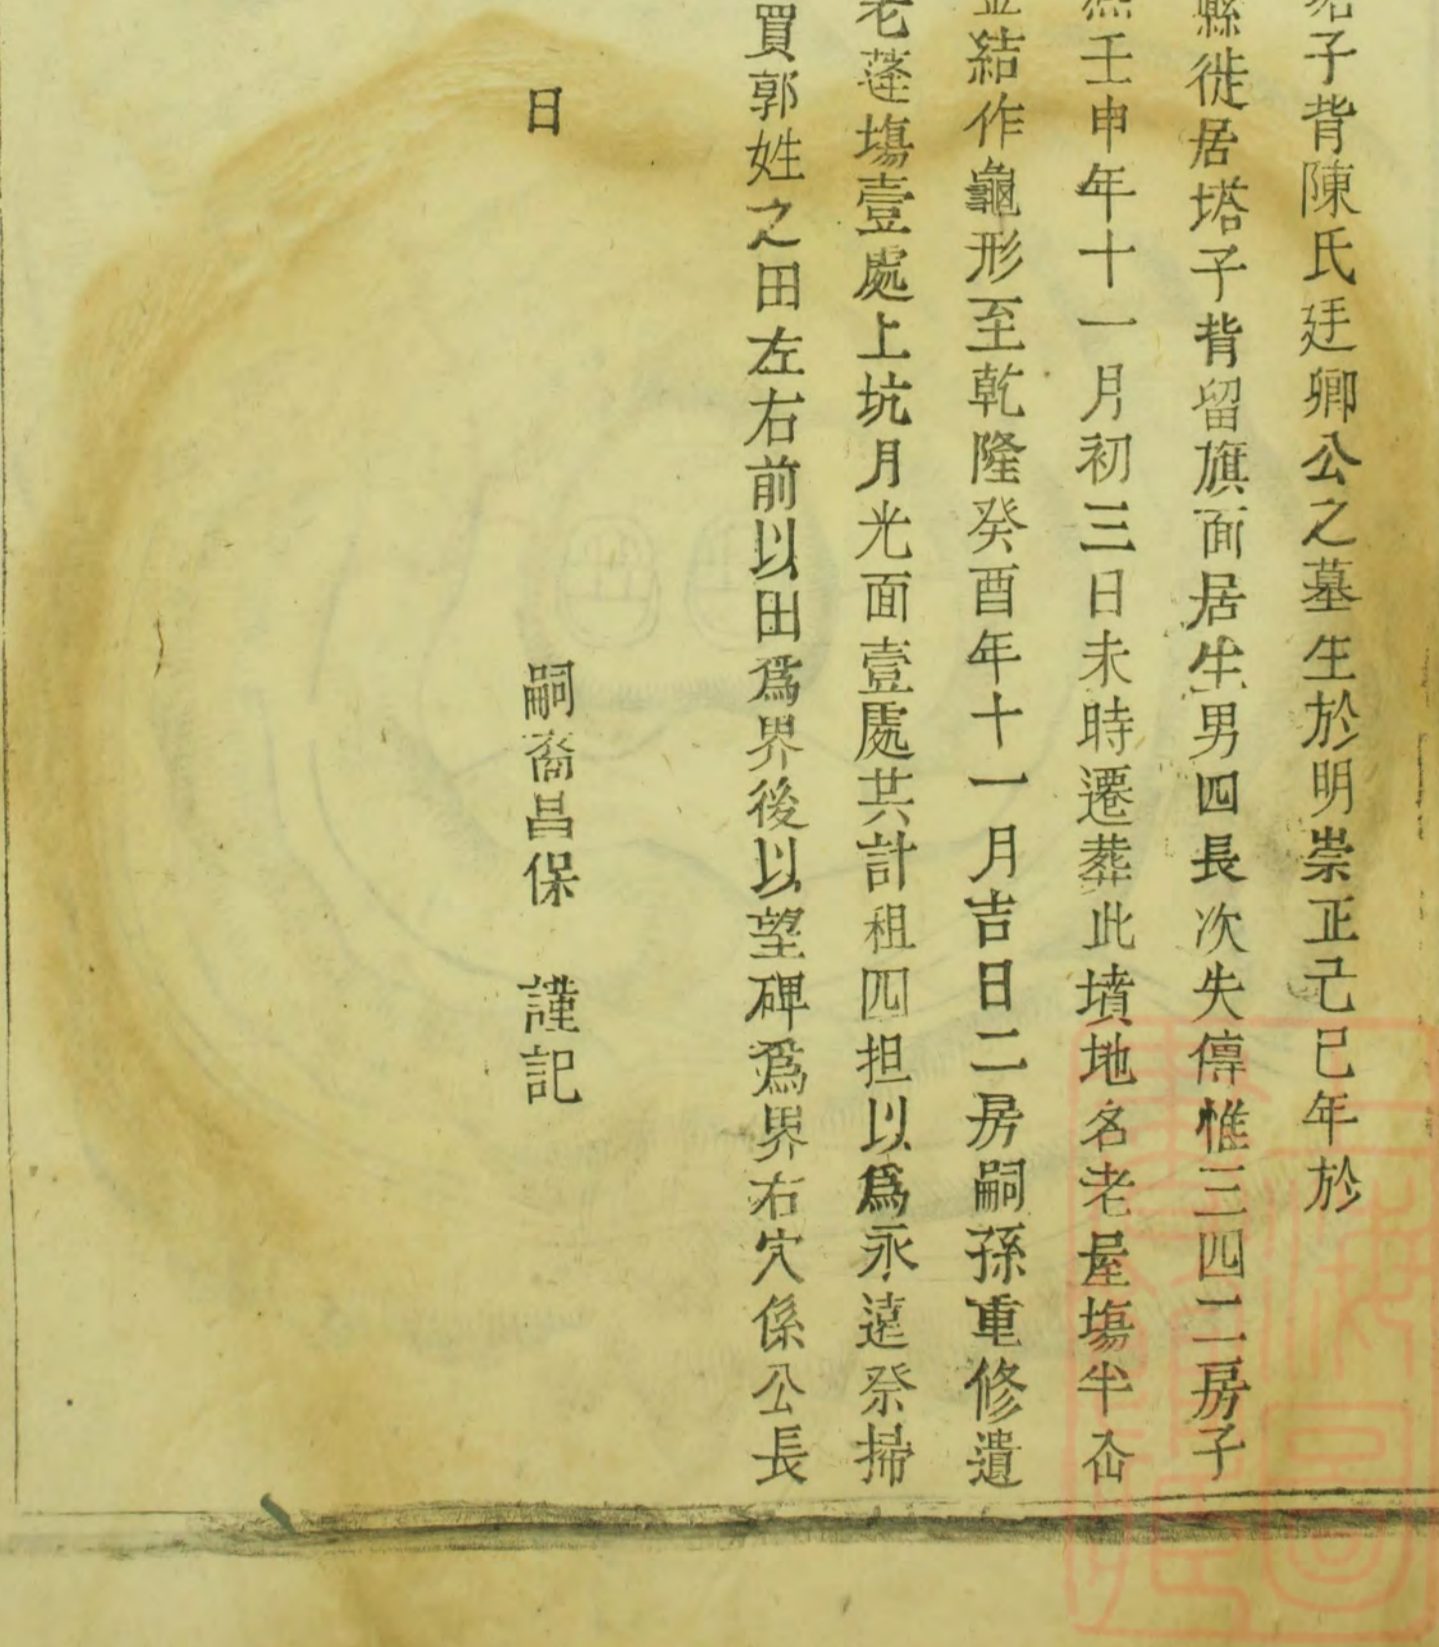 子背陳氏廷卿公之墓生於明崇正己巳年於
縣徙居塔子背留旗面居生男四長次失傳惟三四二房子
壬申年十一月初三日未時遷葬此墳地名老屋塲半岙
結作龜形至乾隆癸酉年十一月吉日二房嗣孫重修遺
老蓬塲壹處上坑月光面壹處共計租四担以爲永遠祭掃
買郭姓之田左右前以田爲界後以望碑爲界右穴係公長
日 嗣裔昌保 謹記